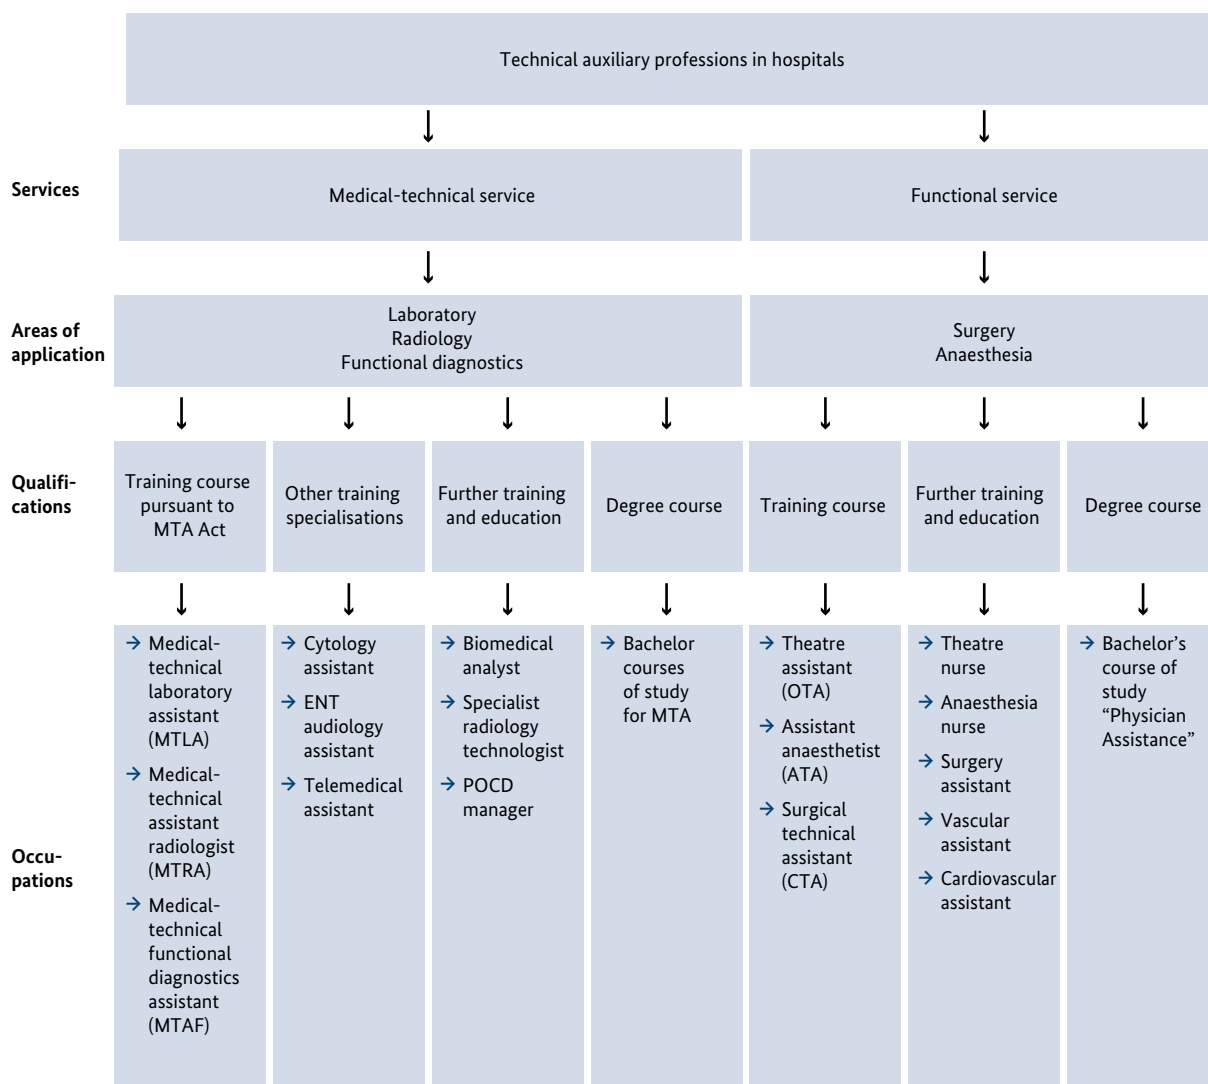 Technical auxiliary professions in hospitals
Services
Medical-technical service
Functional service
Areas of
application
Laboratory
Radiology
Functional diagnostics
Surgery
Anaesthesia
Qualifi-
cations
Training course
pursuant to
MTA Act
Other training
specialisations
Further training
and education
Degree course
Training course
Further training
and education
Degree course
Occu-
pations
→ Medical-
technical
laboratory
assistant
(MTLA)
→ Medical-
technical
assistant
radiologist
(MTRA)
→ Medical-
technical
functional
diagnostics
assistant
(MTAF)
→ Cytology
assistant
→ ENT
audiology
assistant
→ Telemedical
assistant
→ Biomedical
analyst
→ Specialist
radiology
technologist
→ POCD
manager
→ Bachelor
courses
of study
for MTA
→ Theatre
assistant
(OTA)
→ Assistant
anaesthetist
(ATA)
→ Surgical
technical
assistant
(CTA)
→ Theatre
nurse
→ Anaesthesia
nurse
→ Surgery
assistant
→ Vascular
assistant
→ Cardiovascular
assistant
→ Bachelor’s
course of
study
“Physician
Assistance”